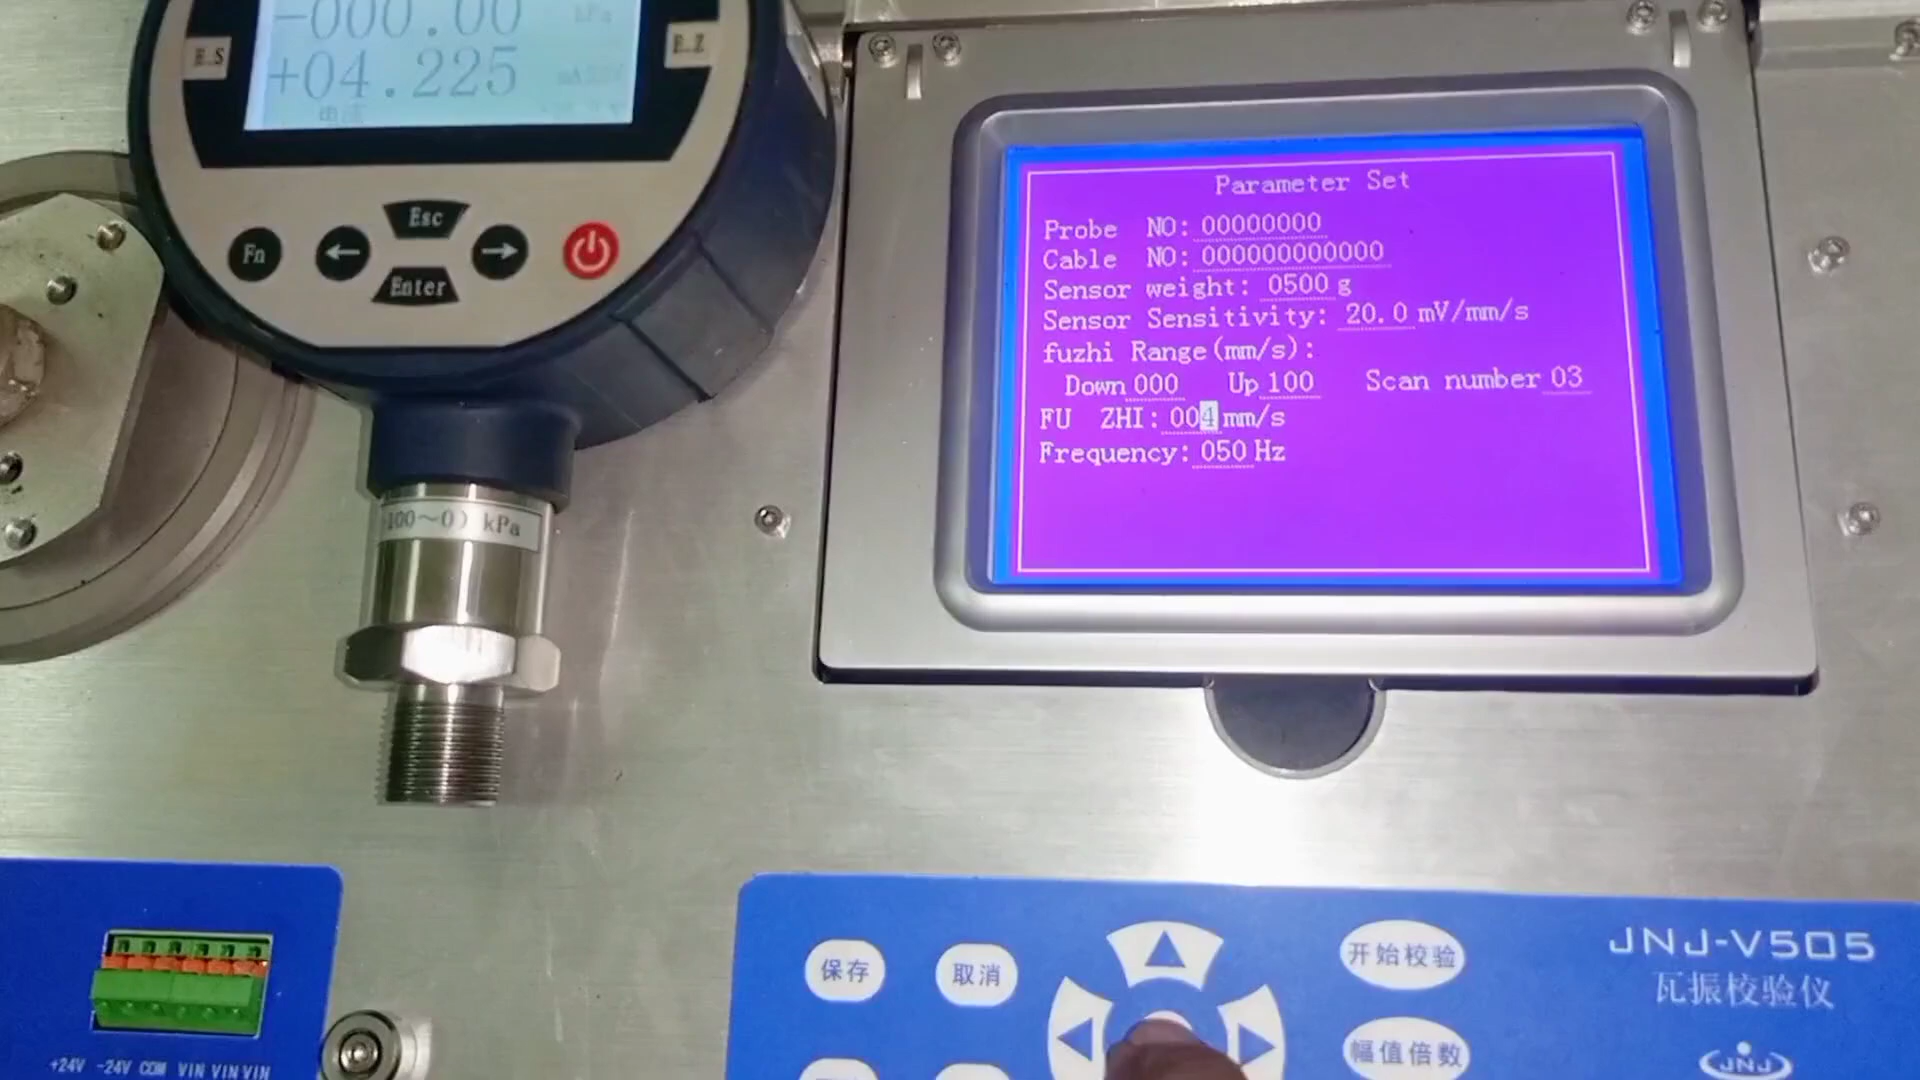 -000.00 kPa
+04.225
电流
Fn
Esc
Enter
-100～0) kPa
Parameter Set
Probe NO: 00000000
Cable NO: 000000000000
Sensor weight: 0500 g
Sensor Sensitivity: 20.0 mV/mm/s
fuzhi Range(mm/s):
Down 000 Up 100 Scan number 03
FU ZHI: 004 mm/s
Frequency: 050 Hz
+24V -24V COM VIN VIN VIN
保存
取消
开始校验
幅值倍数
JNJ-V505
瓦振校验仪
JNJ